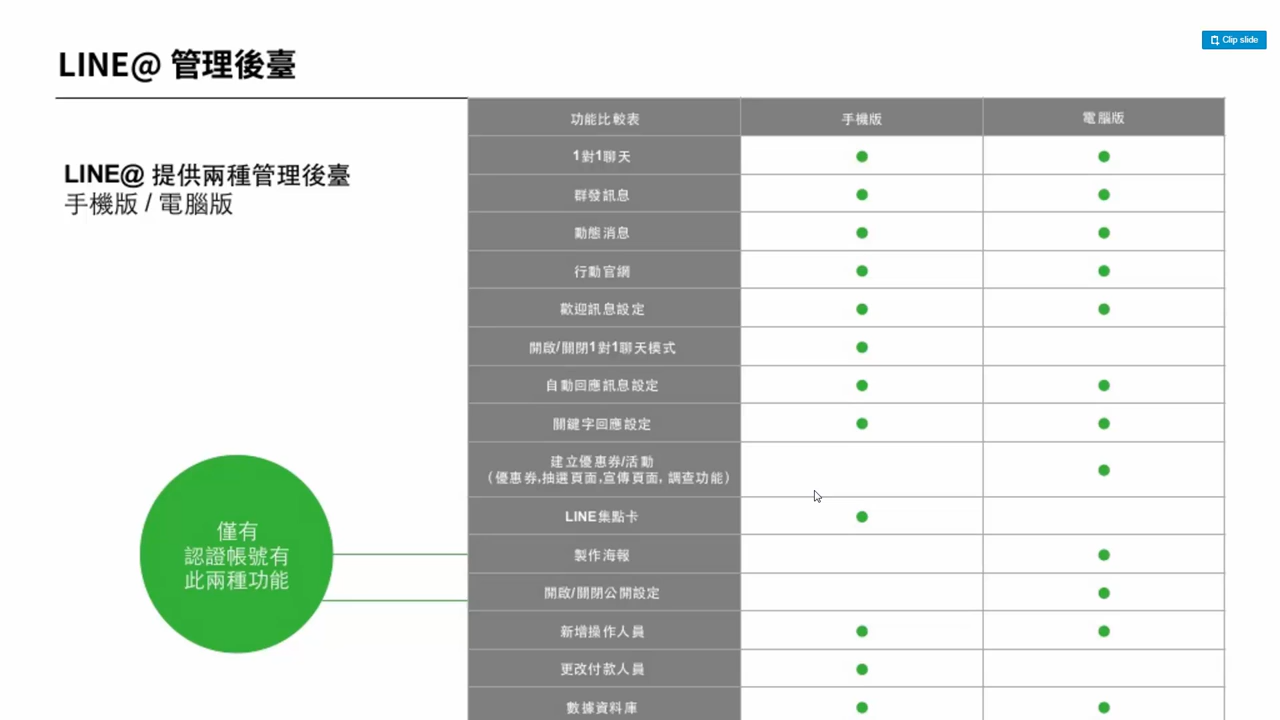 LINE@ 管理後臺
Clip slide
LINE@ 提供兩種管理後臺
手機版 / 電腦版
功能比較表 手機版 電腦版
1對1聊天
群發訊息
動態消息
行動官網
歡迎訊息設定
開啟/關閉1對1聊天模式
自動回應訊息設定
關鍵字回應設定
建立優惠券/活動
（優惠券,抽選頁面,宣傳頁面, 調查功能）
LINE集點卡
製作海報
開啟/關閉公開設定
新增操作人員
更改付款人員
數據資料庫
僅有
認證帳號有
此兩種功能